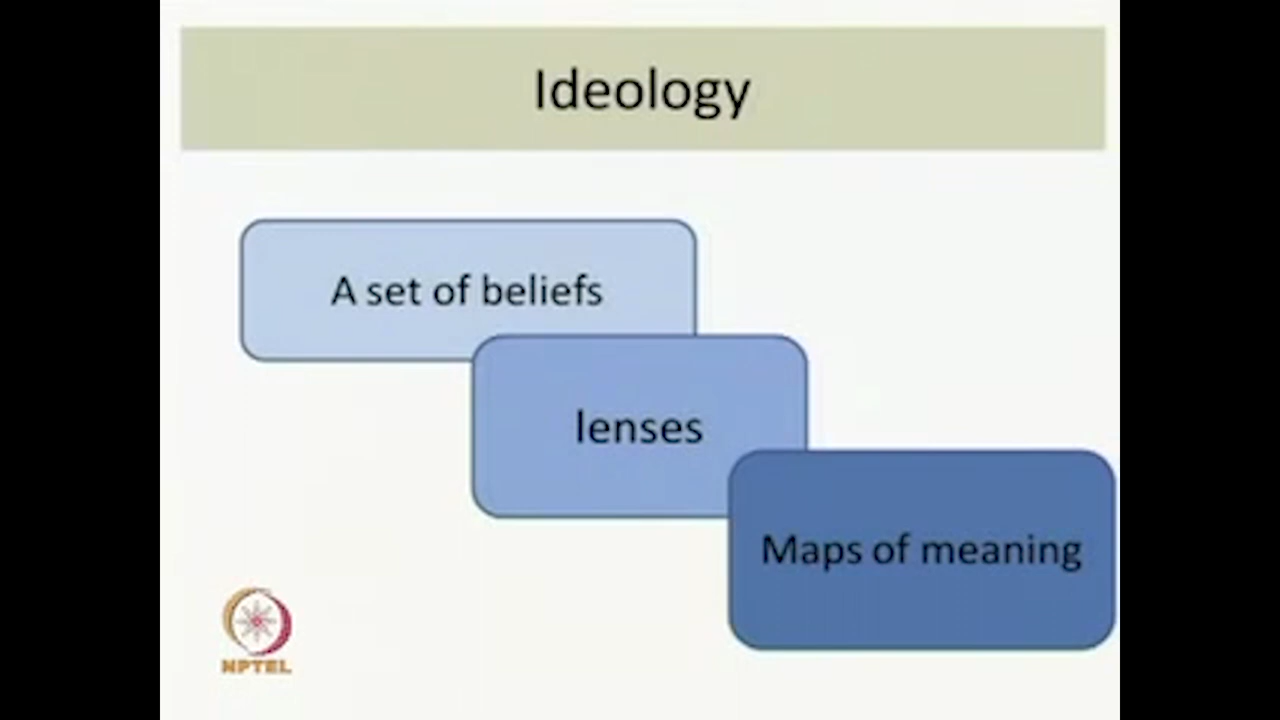 Ideology
A set of beliefs
lenses
Maps of meaning
NPTEL